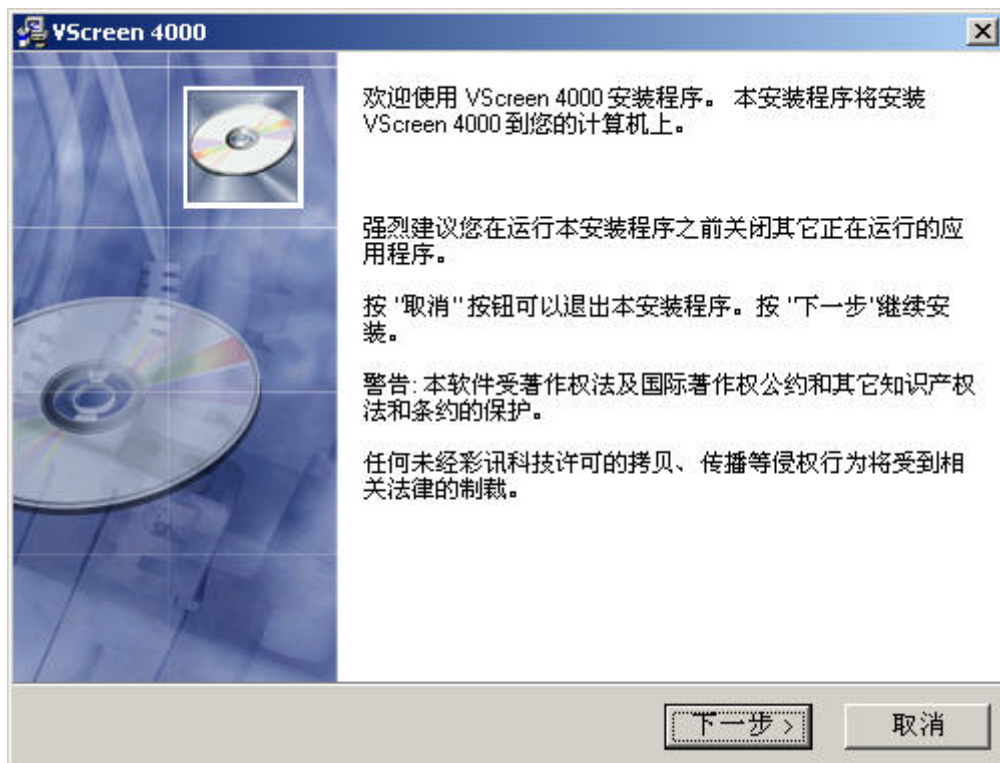 VScreen 4000
欢迎使用 VScreen 4000 安装程序。 本安装程序将安装
VScreen 4000 到您的计算机上。
强烈建议您在运行本安装程序之前关闭其它正在运行的应
用程序。
按 "取消" 按钮可以退出本安装程序。按 "下一步"继续安
装。
警告: 本软件受著作权法及国际著作权公约和其它知识产权
法和条约的保护。
任何未经彩讯科技许可的拷贝、传播等侵权行为将受到相
关法律的制裁。
下一步 >
取消